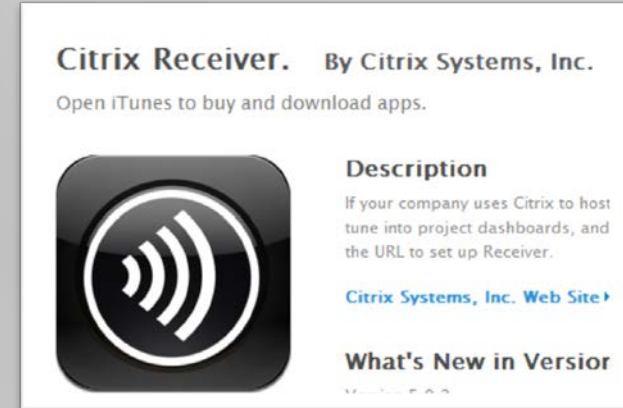 Citrix Receiver. By Citrix Systems, Inc.
Open iTunes to buy and download apps.
Description
If your company uses Citrix to host
tune into project dashboards, and
the URL to set up Receiver.
Citrix Systems, Inc. Web Site
What's New in Version